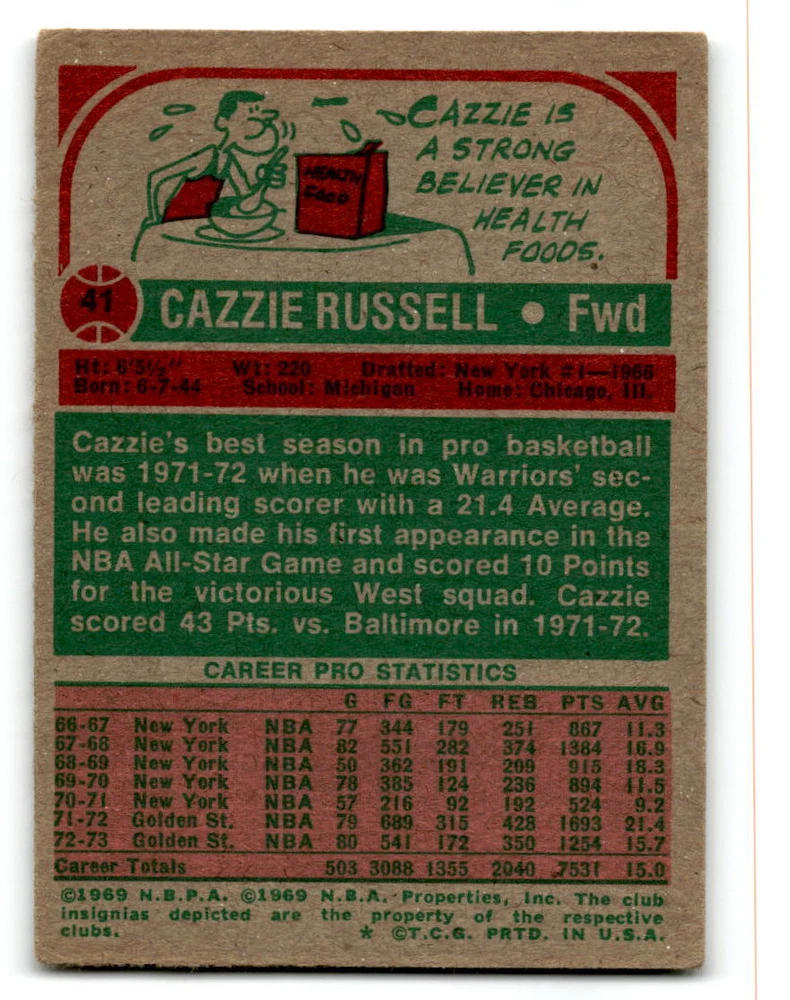 CAZZIE IS
A STRONG
BELIEVER IN
HEALTH
FOODS.
HEALTH
FOOD
41 CAZZIE RUSSELL • Fwd
Ht: 6'5½" Wt: 220 Drafted: New York #1—1966
Born: 6-7-44 School: Michigan Home: Chicago, Ill.
Cazzie's best season in pro basketball
was 1971-72 when he was Warriors' sec-
ond leading scorer with a 21.4 Average.
He also made his first appearance in the
NBA All-Star Game and scored 10 Points
for the victorious West squad. Cazzie
scored 43 Pts. vs. Baltimore in 1971-72.
CAREER PRO STATISTICS
G FG FT REB PTS AVG
66-67 New York NBA 77 344 179 251 867 11.3
67-68 New York NBA 82 551 282 374 1384 16.9
68-69 New York NBA 50 362 191 209 915 18.3
69-70 New York NBA 78 385 124 236 894 11.5
70-71 New York NBA 57 216 92 192 524 9.2
71-72 Golden St. NBA 79 689 315 428 1693 21.4
72-73 Golden St. NBA 80 541 172 350 1254 15.7
Career Totals 503 3088 1355 2040 7531 15.0
©1969 N.B.P.A. ©1969 N.B.A. Properties, Inc. The club
insignias depicted are the property of the respective
clubs. * ©T.C.G. PRTD. IN U.S.A.